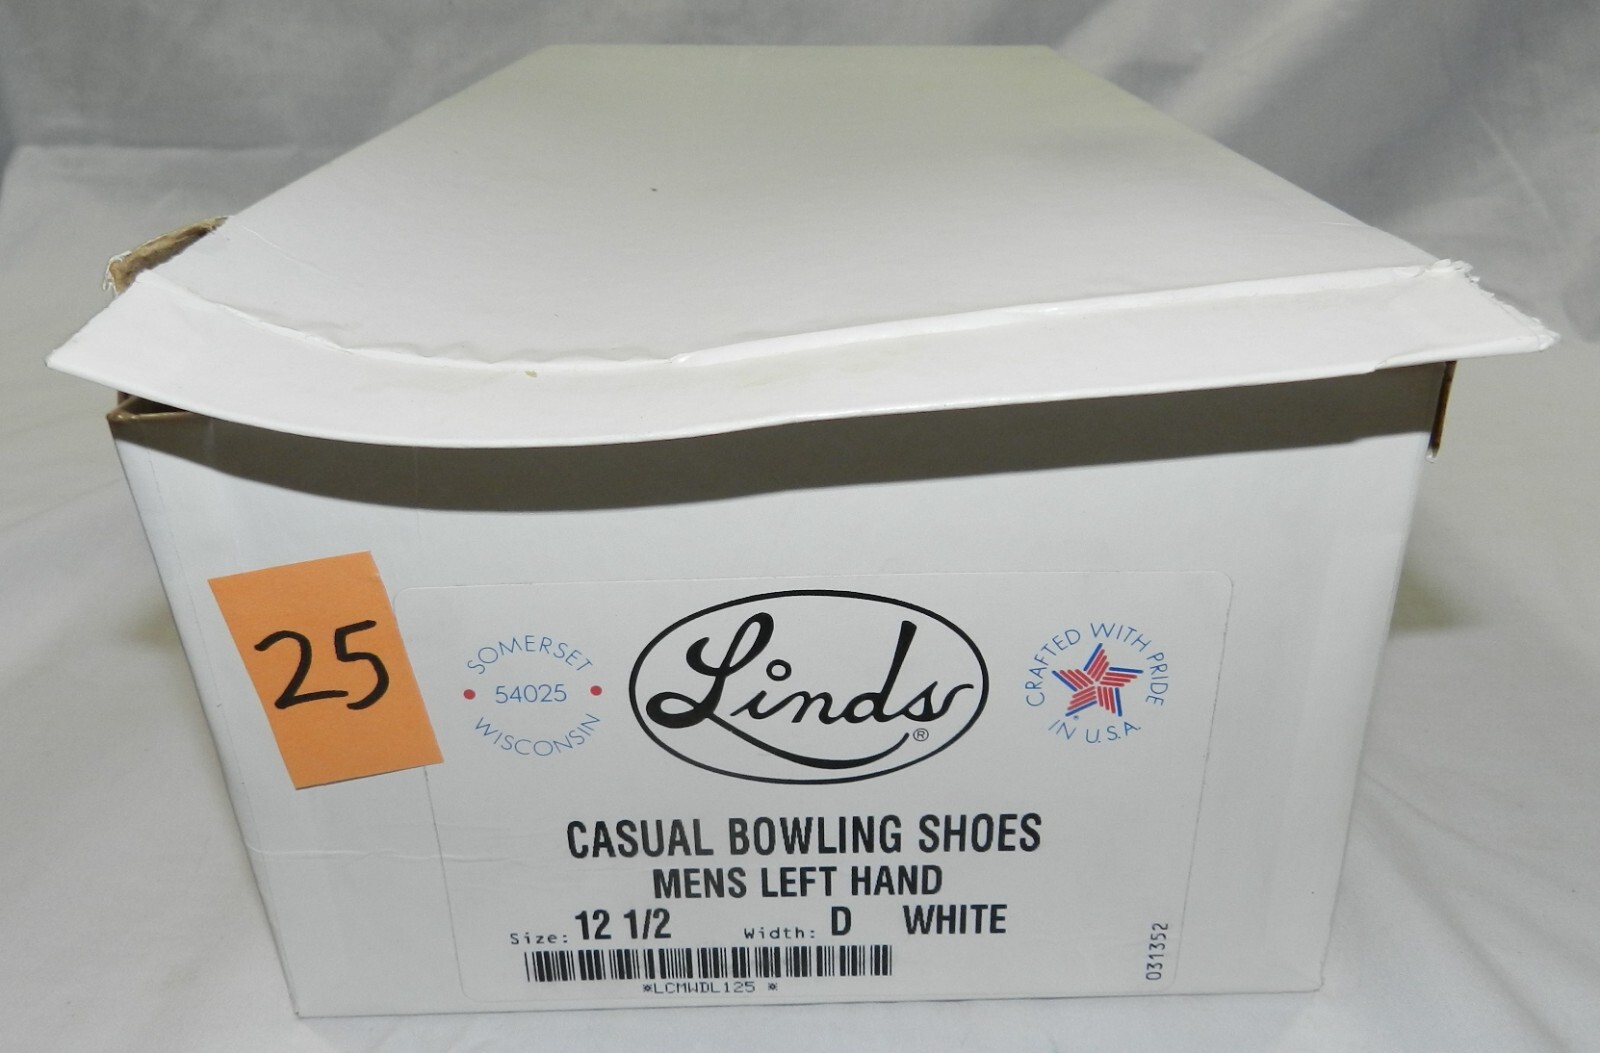 25
SOMERSET
54025
WISCONSIN
Linds®
CRAFTED WITH PRIDE
IN U.S.A.
CASUAL BOWLING SHOES
MENS LEFT HAND
Size: 12 1/2 Width: D WHITE
*LCMWDL125 *
031352